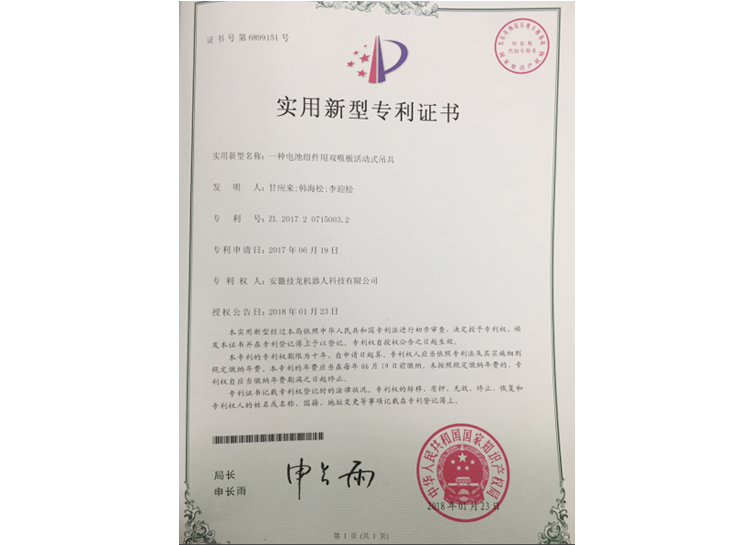 证书号第6899151号
实用新型专利证书
实用新型名称：一种电池组件用双吸板活动式吊具
发 明 人：甘应来;韩海松;李迎松
专 利 号：ZL 2017 2 0715003.2
专利申请日：2017年06月19日
专 利 权 人：安徽技龙机器人科技有限公司
授权公告日：2018年01月23日
本实用新型经过本局依照中华人民共和国专利法进行初步审查，决定授予专利权，颁
发本证书并在专利登记簿上予以登记。专利权自授权公告之日起生效。
本专利的专利权期限为十年，自申请日起算。专利权人应当依照专利法及其实施细则
规定缴纳年费。本专利的年费应当在每年06月19日前缴纳。未按照规定缴纳年费的，专
利权自应当缴纳年费期满之日起终止。
专利证书记载专利权登记时的法律状况。专利权的转移、质押、无效、终止、恢复和
专利权人的姓名或名称、国籍、地址变更等事项记载在专利登记簿上。
局长
申长雨
申长雨
中华人民共和国国家知识产权局
2018年01月23日
第1页(共1页)